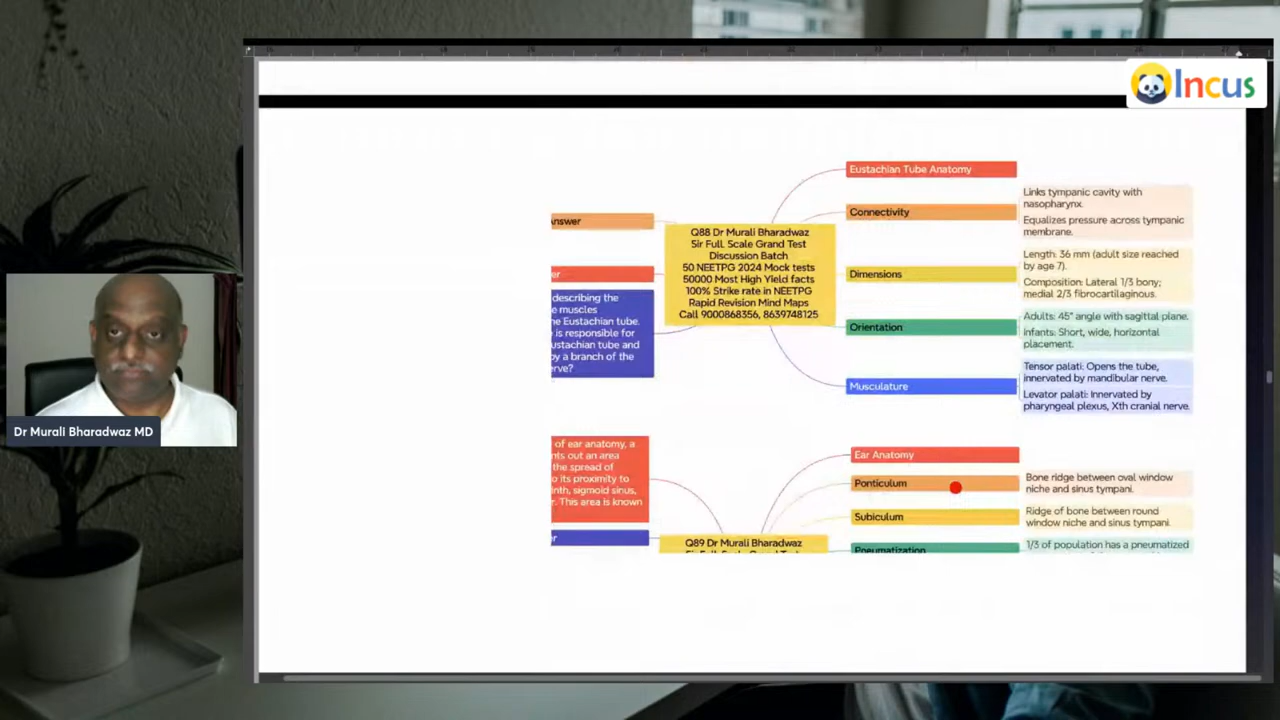 Incus
Eustachian Tube Anatomy
Links tympanic cavity with
nasopharynx.
Connectivity
Equalizes pressure across tympanic
membrane.
Answer
Q88 Dr Murali Bharadwaz
Sir Full Scale Grand Test
Discussion Batch
50 NEETPG 2024 Mock tests
50000 Most High Yield facts
100% Strike rate in NEETPG
Rapid Revision Mind Maps
Call 9000868356, 8639748125
Length: 36 mm (adult size reached
by age 7).
Dimensions
Composition: Lateral 1/3 bony;
medial 2/3 fibrocartilaginous.
er
describing the
e muscles
he Eustachian tube.
is responsible for
ustachian tube and
by a branch of the
erve?
Adults: 45° angle with sagittal plane.
Orientation
Infants: Short, wide, horizontal
placement.
Tensor palati: Opens the tube,
innervated by mandibular nerve.
Musculature
Levator palati: Innervated by
pharyngeal plexus, Xth cranial nerve.
Dr Murali Bharadwaz MD
of ear anatomy, a
nts out an area
the spread of
o its proximity to
inth, sigmoid sinus,
r. This area is known
r
Ear Anatomy
Ponticulum
Bone ridge between oval window
niche and sinus tympani.
Subiculum
Ridge of bone between round
window niche and sinus tympani.
Q89 Dr Murali Bharadwaz
Pneumatization
1/3 of population has a pneumatized